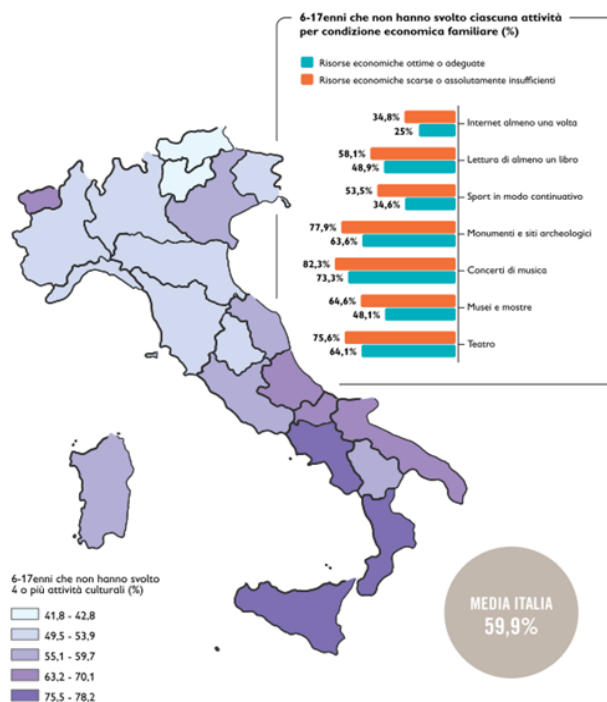 6-17enni che non hanno svolto ciascuna attività
per condizione economica familiare (%)
Risorse economiche ottime o adeguate
Risorse economiche scarse o assolutamente insufficienti
34,8%
25%
Internet almeno una volta
58,1%
48,9%
Lettura di almeno un libro
53,5%
34,6%
Sport in modo continuativo
77,9%
63,6%
Monumenti e siti archeologici
82,3%
73,3%
Concerti di musica
64,6%
48,1%
Musei e mostre
75,6%
64,1%
Teatro
6-17enni che non hanno svolto
4 o più attività culturali (%)
41,8 - 42,8
49,5 - 53,9
55,1 - 59,7
63,2 - 70,1
75,5 - 78,2
MEDIA ITALIA
59,9%